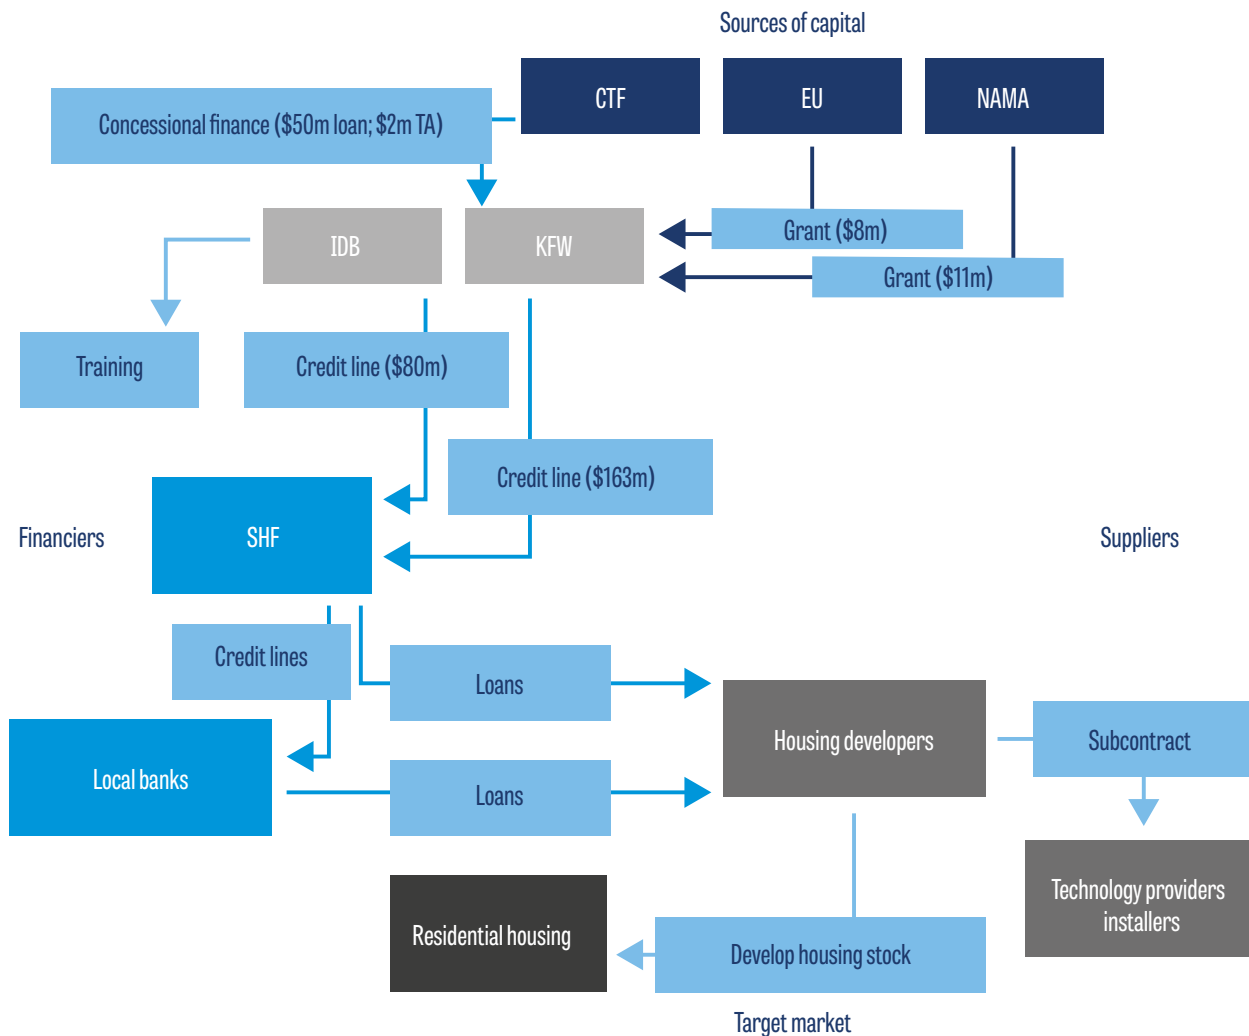 Sources of capital
CTF
EU
NAMA
Concessional finance ($50m loan; $2m TA)
IDB
KFW
Grant ($8m)
Grant ($11m)
Training
Credit line ($80m)
Credit line ($163m)
Financiers
SHF
Suppliers
Credit lines
Loans
Housing developers
Subcontract
Local banks
Loans
Technology providers
installers
Residential housing
Develop housing stock
Target market